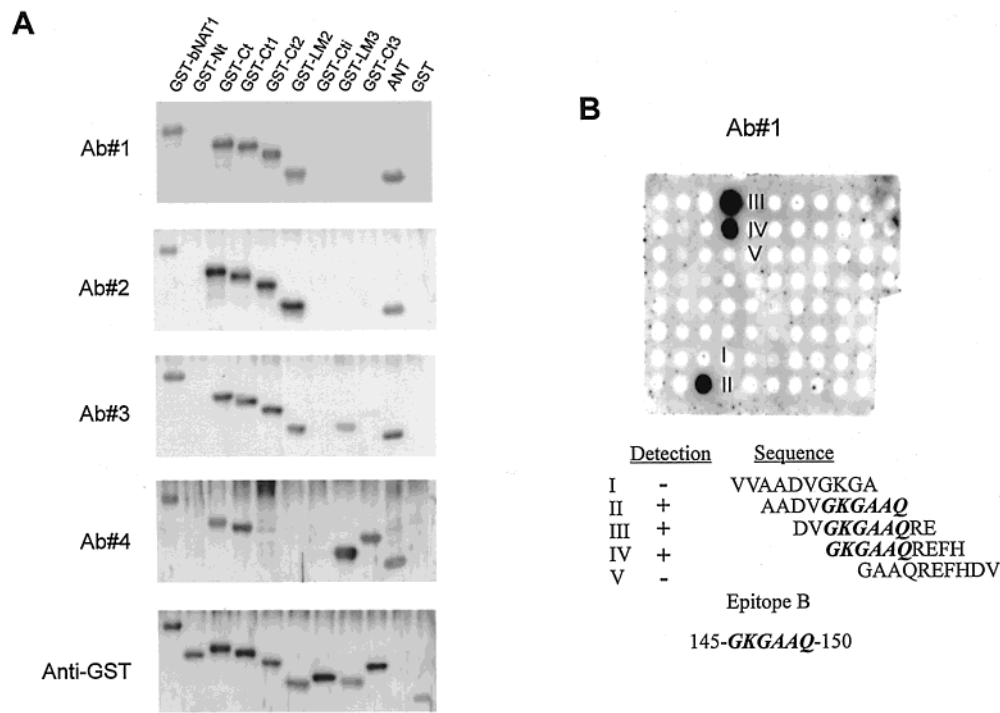 A
GST-bNAT1
GST-Nt
GST-Ct
GST-Ct1
GST-Ct2
GST-LM2
GST-Cti
GST-LM3
GST-Ct3
ANT
GST
Ab#1
Ab#2
Ab#3
Ab#4
Anti-GST
B
Ab#1
III
IV
V
I
II
Detection Sequence
I - VVAADVGKGA
II + AADVGKGAAQ
III + DVGKGAAQRE
IV + GKGAAQREFH
V - GAAQREFHDV
Epitope B
145-GKGAAQ-150